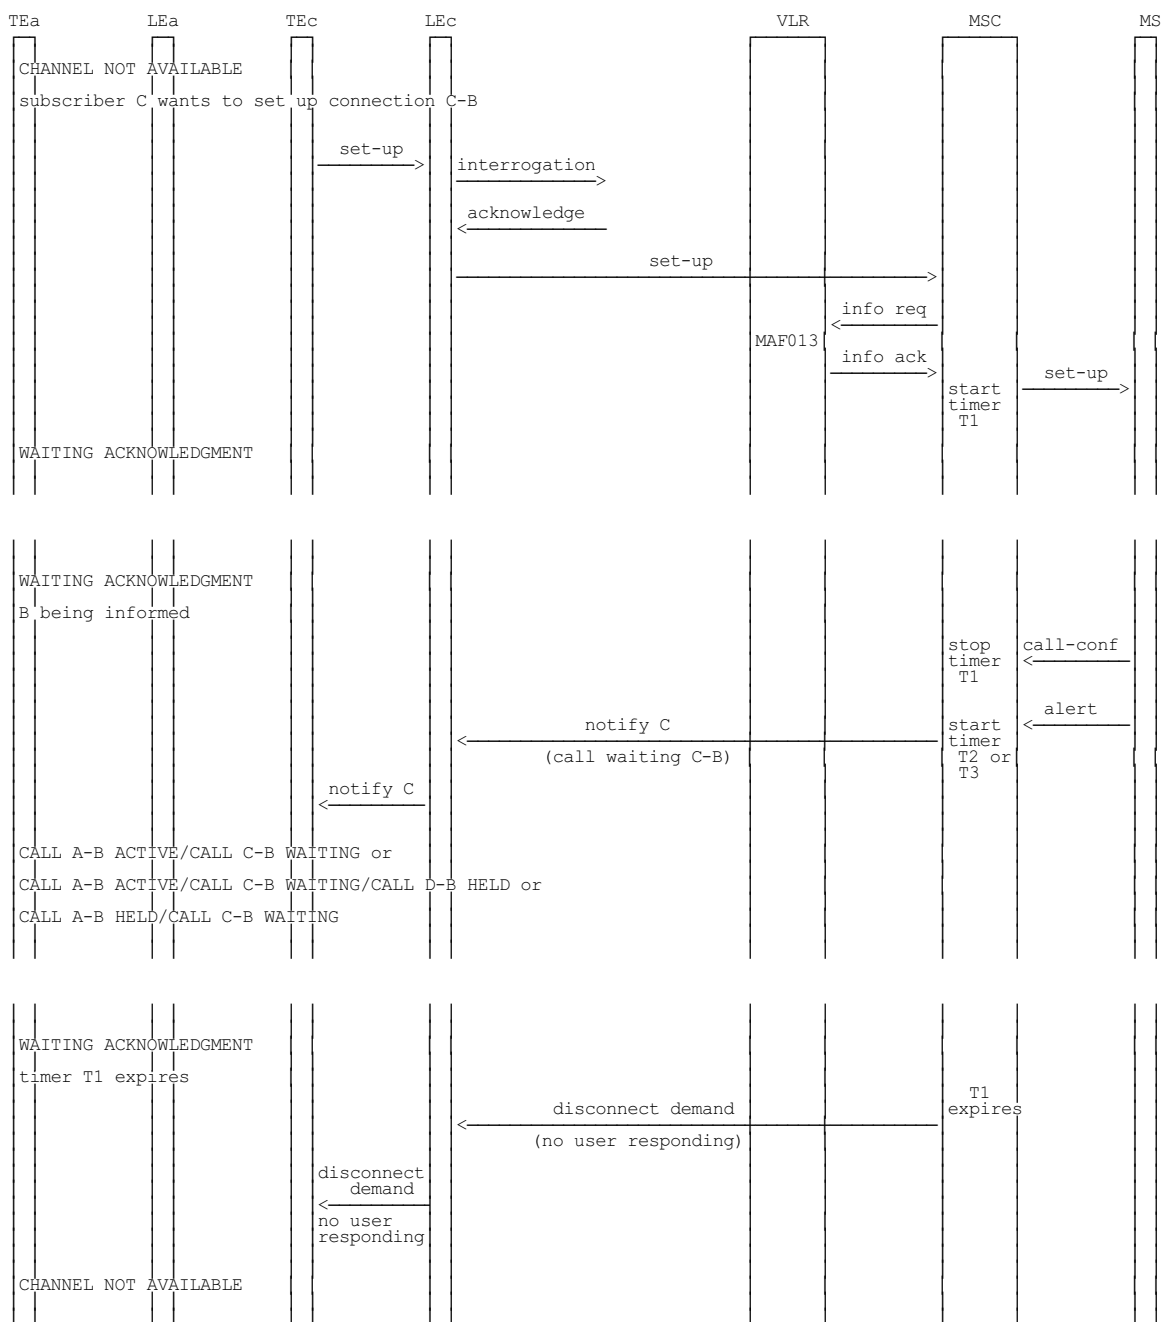 TEa LEa TEc LEc VLR MSC MS
CHANNEL NOT AVAILABLE
subscriber C wants to set up connection C-B
set-up
interrogation
acknowledge
set-up
info req
MAF013
info ack
set-up
start
timer
T1
WAITING ACKNOWLEDGMENT
WAITING ACKNOWLEDGMENT
B being informed
stop call-conf
timer
T1
alert
notify C start
timer
(call waiting C-B) T2 or
T3
notify C
CALL A-B ACTIVE/CALL C-B WAITING or
CALL A-B ACTIVE/CALL C-B WAITING/CALL D-B HELD or
CALL A-B HELD/CALL C-B WAITING
WAITING ACKNOWLEDGMENT
timer T1 expires
T1
disconnect demand expires
(no user responding)
disconnect
demand
no user
responding
CHANNEL NOT AVAILABLE